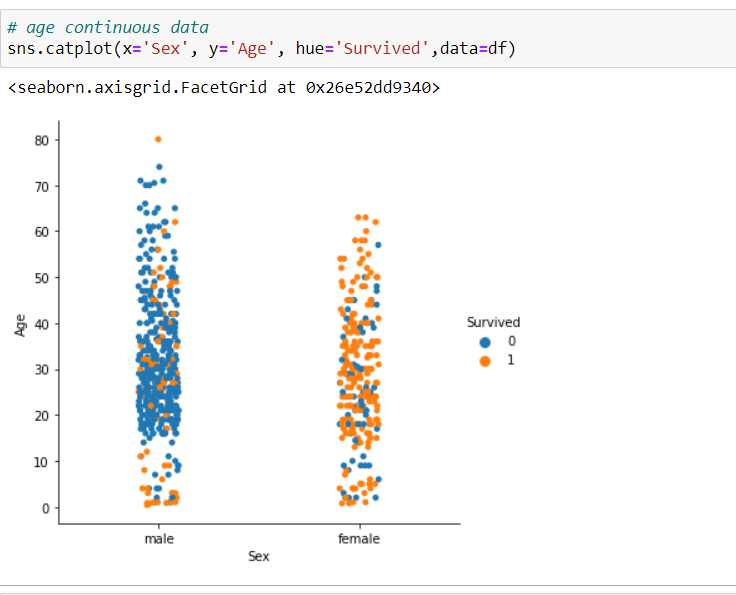 # age continuous data
sns.catplot(x='Sex', y='Age', hue='Survived',data=df)
<seaborn.axisgrid.FacetGrid at 0x26e52dd9340>
80
70
60
50
40
30
20
10
0
Age
male female
Sex
Survived
0
1